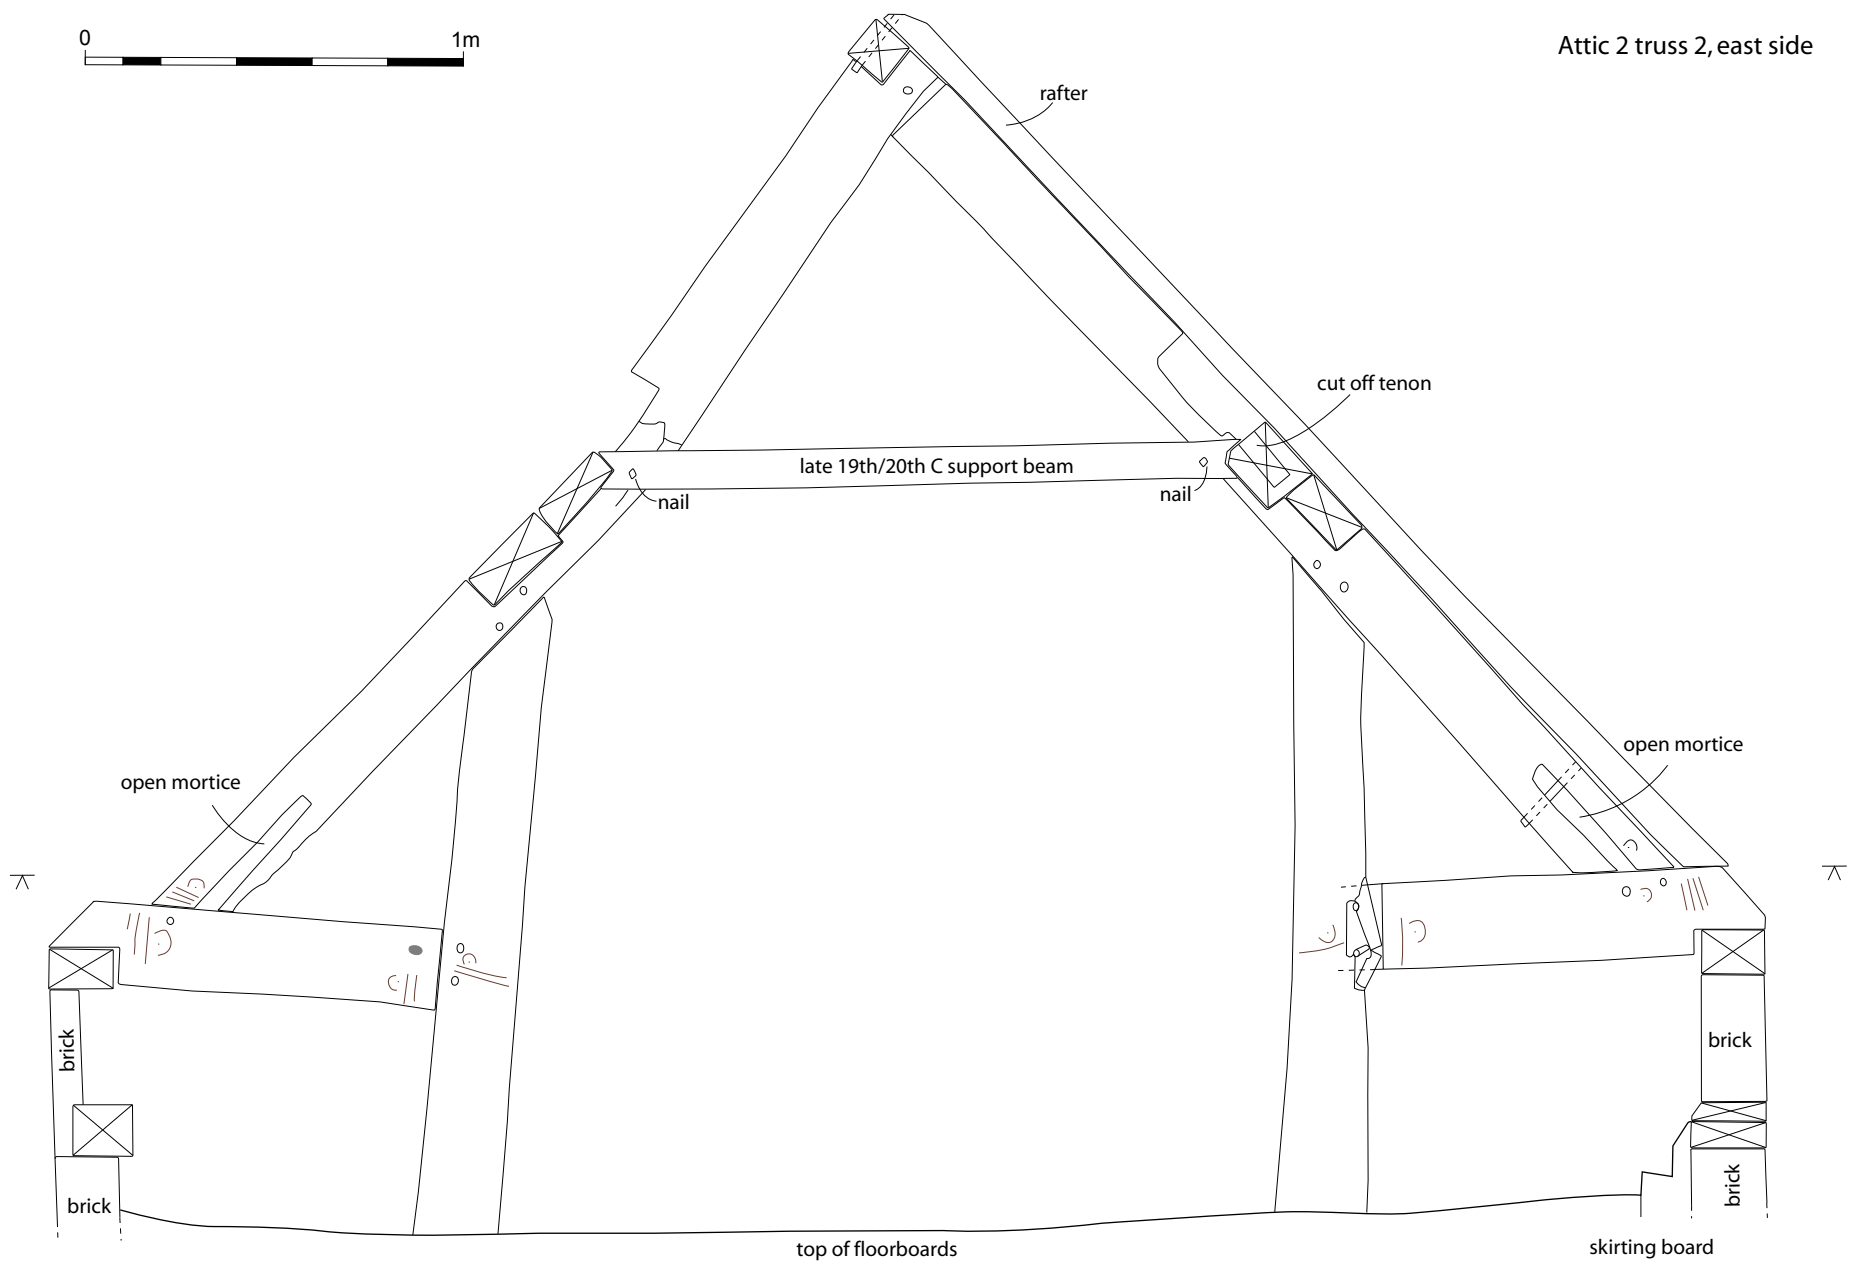 0
1m
Attic 2 truss 2, east side
rafter
cut off tenon
late 19th/20th C support beam
nail
nail
open mortice
open mortice
brick
brick
brick
brick
top of floorboards
skirting board